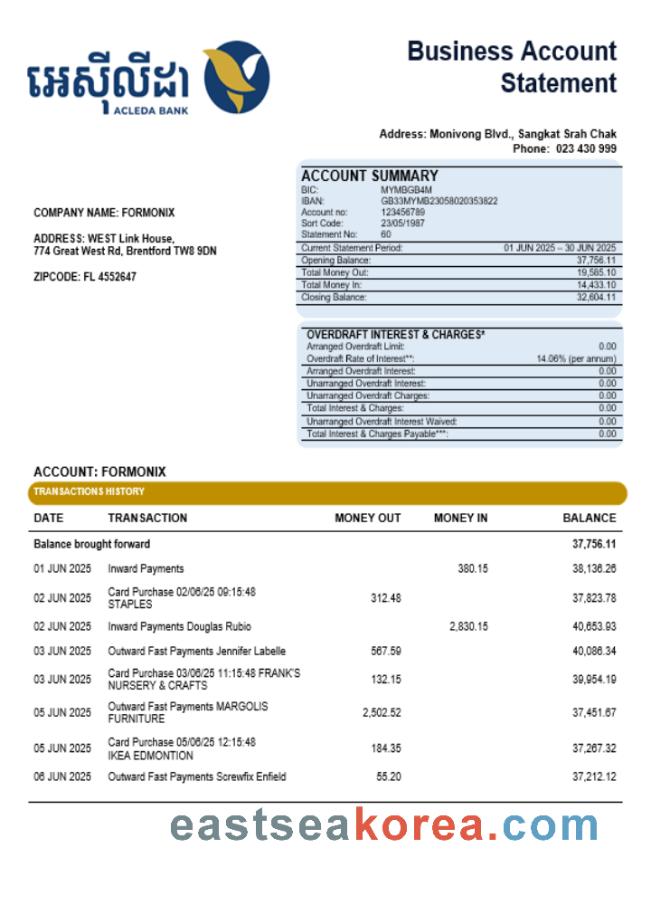 Business Account
Statement
អេស៊ីលីដា
ACLEDA BANK
Address: Monivong Blvd., Sangkat Srah Chak
Phone: 023 430 999
ACCOUNT SUMMARY
BIC: MYMBGB4M
IBAN: GB33MYMB23058020353822
Account no: 123456789
Sort Code: 23/05/1987
Statement No: 60
Current Statement Period: 01 JUN 2025 – 30 JUN 2025
Opening Balance: 37,756.11
Total Money Out: 19,585.10
Total Money In: 14,433.10
Closing Balance: 32,604.11
COMPANY NAME: FORMONIX
ADDRESS: WEST Link House,
774 Great West Rd, Brentford TW8 9DN
ZIPCODE: FL 4552647
OVERDRAFT INTEREST & CHARGES*
Arranged Overdraft Limit: 0.00
Overdraft Rate of Interest**: 14.06% (per annum)
Arranged Overdraft Interest: 0.00
Unarranged Overdraft Interest: 0.00
Unarranged Overdraft Charges: 0.00
Total Interest & Charges: 0.00
Unarranged Overdraft Interest Waived: 0.00
Total Interest & Charges Payable***: 0.00
ACCOUNT: FORMONIX
TRANSACTIONS HISTORY
DATE TRANSACTION MONEY OUT MONEY IN BALANCE
Balance brought forward 37,756.11
01 JUN 2025 Inward Payments 380.15 38,136.26
02 JUN 2025 Card Purchase 02/06/25 09:15:48 312.48 37,823.78
STAPLES
02 JUN 2025 Inward Payments Douglas Rubio 2,830.15 40,653.93
03 JUN 2025 Outward Fast Payments Jennifer Labelle 567.59 40,086.34
03 JUN 2025 Card Purchase 03/06/25 11:15:48 FRANK'S 132.15 39,954.19
NURSERY & CRAFTS
05 JUN 2025 Outward Fast Payments MARGOLIS 2,502.52 37,451.67
FURNITURE
05 JUN 2025 Card Purchase 05/06/25 12:15:48 184.35 37,267.32
IKEA EDMONTION
06 JUN 2025 Outward Fast Payments Screwfix Enfield 55.20 37,212.12
eastseakorea.com